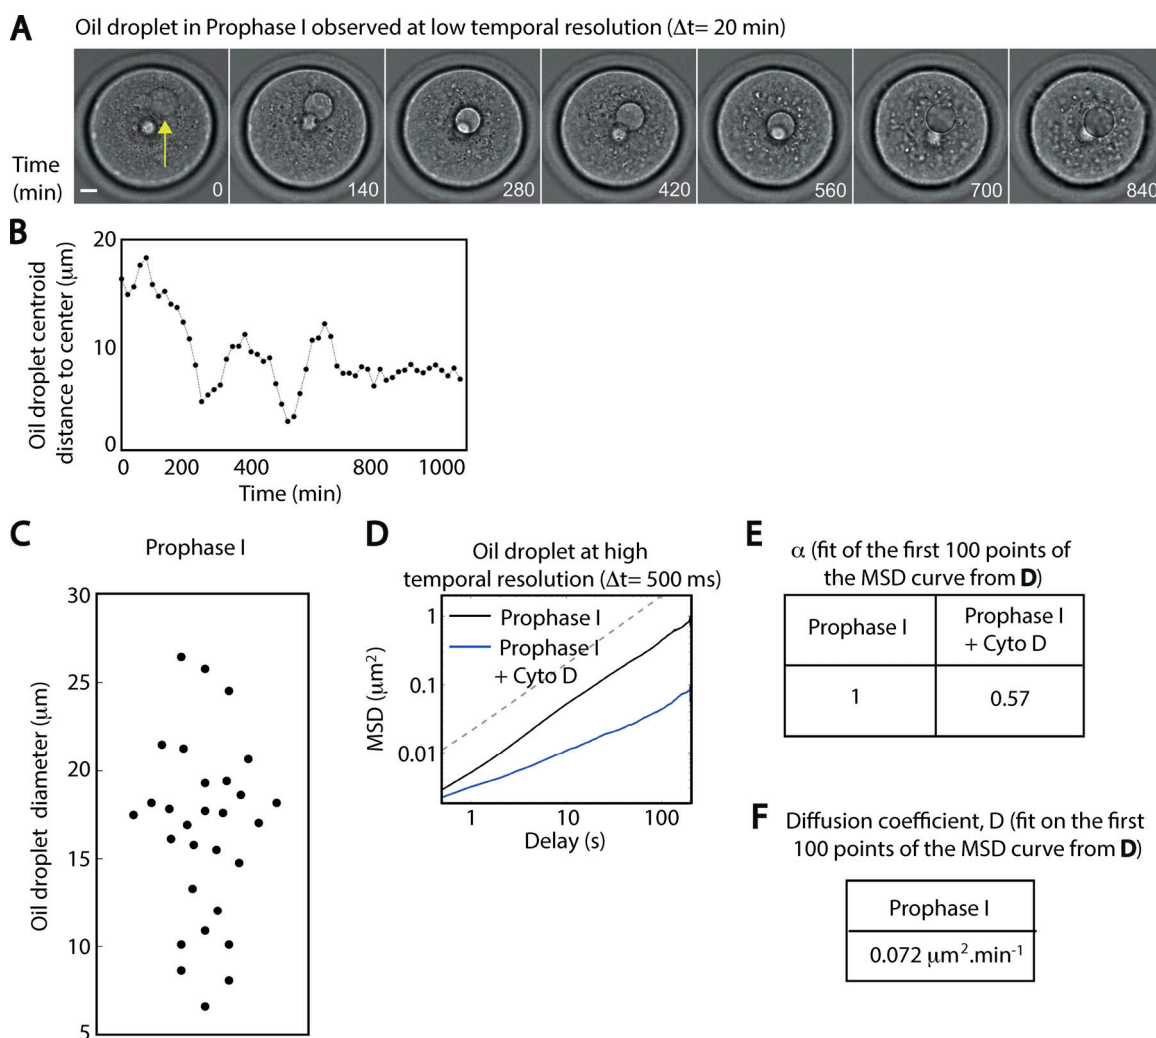 A Oil droplet in Prophase I observed at low temporal resolution (Δt= 20 min)
Time
(min)
0 140 280 420 560 700 840
B
Oil droplet centroid
distance to center (μm)
20
10
0
0 200 400 800 1000
Time (min)
C
Prophase I
Oil droplet diameter (μm)
30
25
20
15
10
5
D
Oil droplet at high
temporal resolution (Δt= 500 ms)
MSD (μm²)
1
0.1
0.01
Prophase I
Prophase I
+ Cyto D
1 10 100
Delay (s)
E
α (fit of the first 100 points of
the MSD curve from D)
Prophase I
Prophase I
+ Cyto D
1
0.57
F Diffusion coefficient, D (fit on the first
100 points of the MSD curve from D)
Prophase I
0.072 μm².min⁻¹